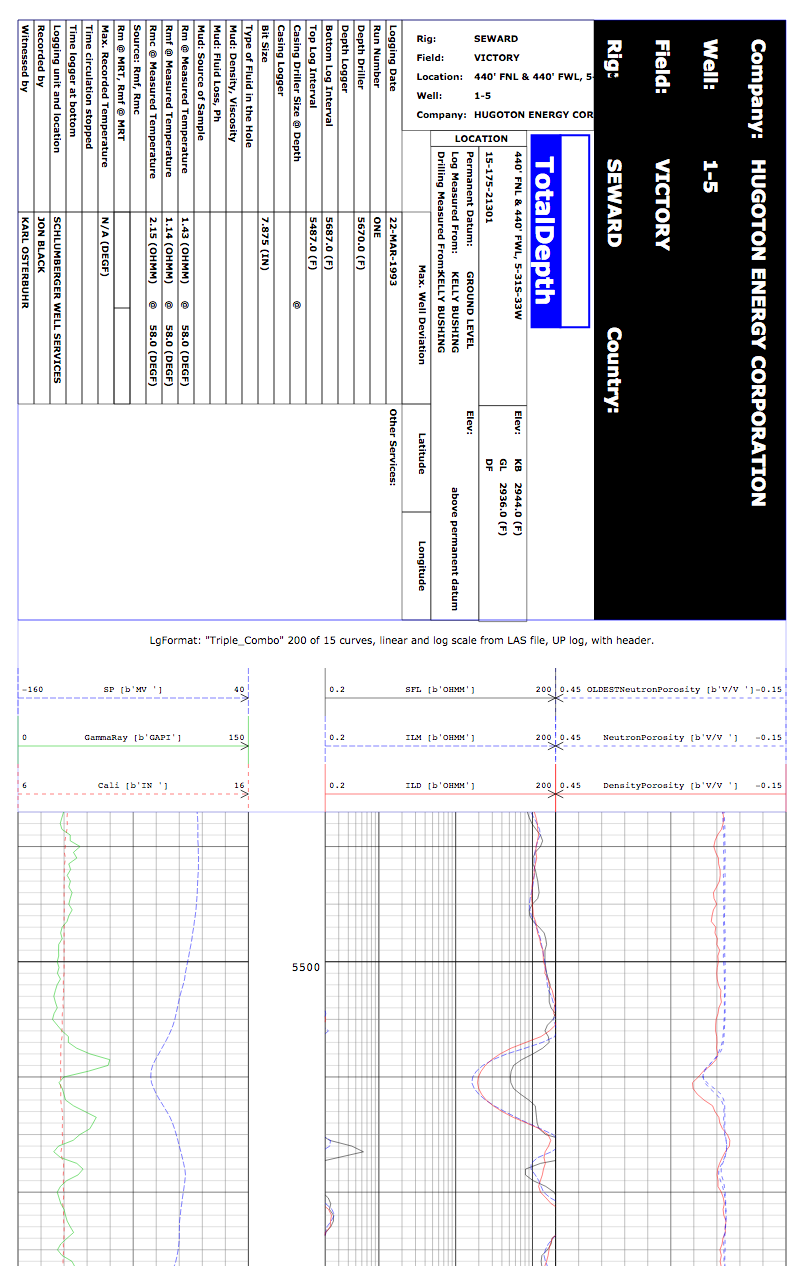 Company: HUGOTON ENERGY CORPORATION
Well: 1-5
Field: VICTORY
Rig: SEWARD Country:
Rig: SEWARD
Field: VICTORY
Location: 440' FNL & 440' FWL, 5-
Well: 1-5
Company: HUGOTON ENERGY COR
TotalDepth
LOCATION
440' FNL & 440' FWL, 5-31S-33W
15-175-21301
Elev: KB 2944.0 (F)
GL 2936.0 (F)
DF
Permanent Datum: GROUND LEVEL Elev:
Log Measured From: KELLY BUSHING above permanent datum
Drilling Measured From:KELLY BUSHING
Max. Well Deviation Latitude Longitude
Logging Date 22-MAR-1993 Other Services:
Run Number ONE
Depth Driller 5670.0 (F)
Depth Logger
Bottom Log Interval 5687.0 (F)
Top Log Interval 5487.0 (F)
Casing Driller Size @ Depth @
Casing Logger
Bit Size 7.875 (IN)
Type of Fluid in the Hole
Mud: Density, Viscosity
Mud: Fluid Loss, Ph
Mud: Source of Sample
Rm @ Measured Temperature 1.43 (OHMM) @ 58.0 (DEGF)
Rmf @ Measured Temperature 1.14 (OHMM) @ 58.0 (DEGF)
Rmc @ Measured Temperature 2.15 (OHMM) @ 58.0 (DEGF)
Source: Rmf, Rmc
Rm @ MRT, Rmf @ MRT
Max. Recorded Temperature N/A (DEGF)
Time circulation stopped
Time logger at bottom
Logging unit and location SCHLUMBERGER WELL SERVICES
Recorded by JON BLACK
Witnessed by KARL OSTERBUHR
LgFormat: "Triple_Combo" 200 of 15 curves, linear and log scale from LAS file, UP log, with header.
-160 SP [b'MV '] 40 0.2 SFL [b'OHMM'] 200 0.45 OLDESTNeutronPorosity [b'V/V '] -0.15
0 GammaRay [b'GAPI'] 150 0.2 ILM [b'OHMM'] 200 0.45 NeutronPorosity [b'V/V '] -0.15
6 Cali [b'IN '] 16 0.2 ILD [b'OHMM'] 200 0.45 DensityPorosity [b'V/V '] -0.15
5500